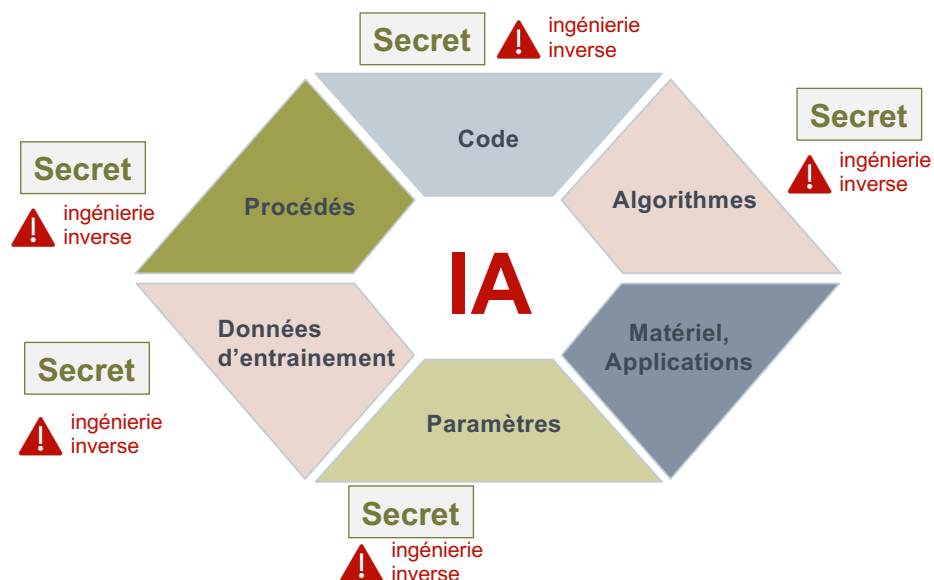 Secret
ingénierie
inverse
Code
Secret
ingénierie
inverse
Algorithmes
Secret
ingénierie
inverse
Procédés
IA
Matériel,
Applications
Données
d’entrainement
Secret
ingénierie
inverse
Paramètres
Secret
ingénierie
inverse